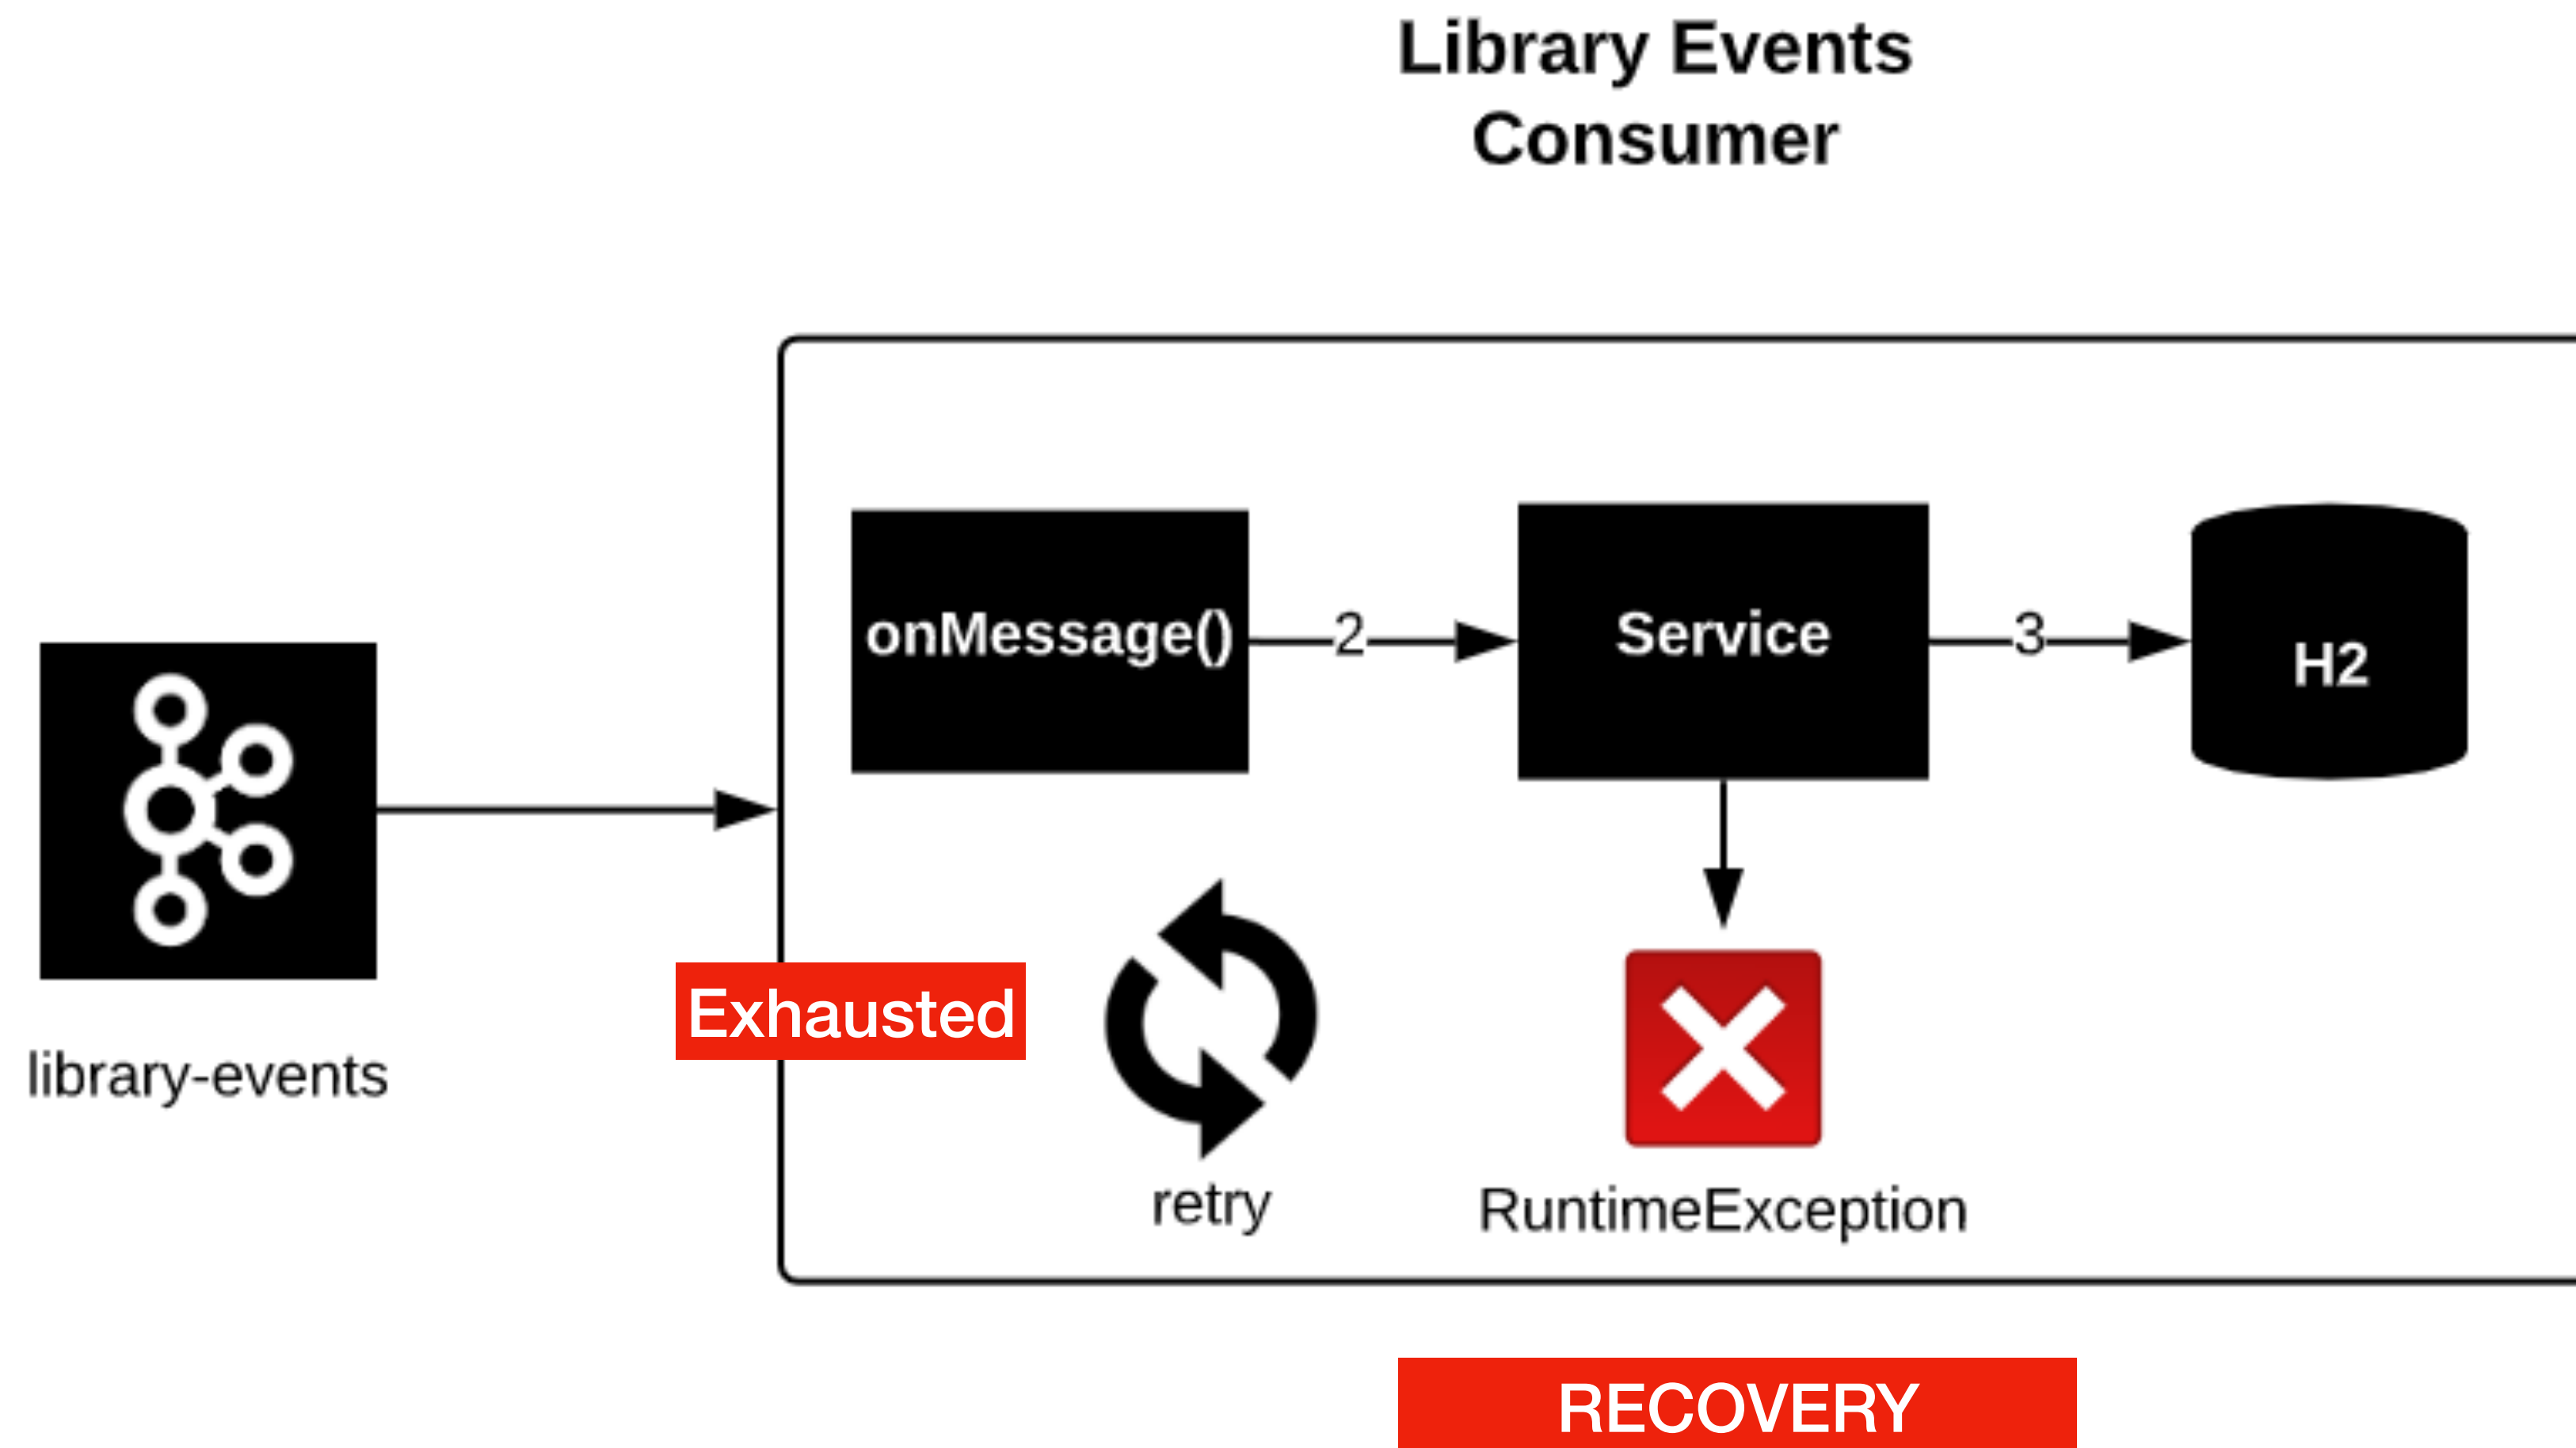 Library Events
Consumer
onMessage()
2
Service
3
H2
Exhausted
library-events
retry
RuntimeException
RECOVERY